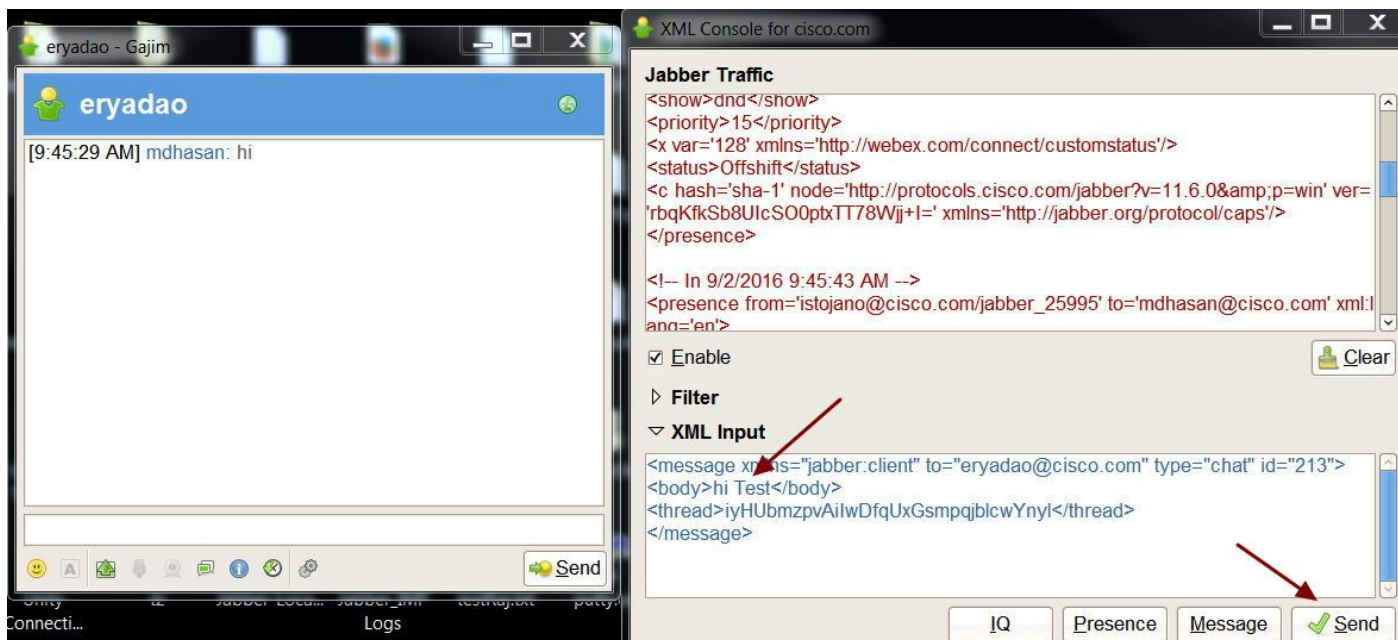 eryadao - Gajim
eryadao
[9:45:29 AM] mdhasan: hi
Send
Connecti...
Logs
XML Console for cisco.com
Jabber Traffic
<show>dnd</show>
<priority>15</priority>
<x var='128' xmlns='http://webex.com/connect/customstatus'/>
<status>Offshift</status>
<c hash='sha-1' node='http://protocols.cisco.com/jabber?v=11.6.0&amp;p=win' ver=
'rbqKfkSb8UIcSO0ptxTT78Wjj+I=' xmlns='http://jabber.org/protocol/caps'/>
</presence>
<!-- In 9/2/2016 9:45:43 AM -->
<presence from='istojano@cisco.com/jabber_25995' to='mdhasan@cisco.com' xml:l
ang='en'>
Enable
Clear
Filter
XML Input
<message xmlns="jabber:client" to="eryadao@cisco.com" type="chat" id="213">
<body>hi Test</body>
<thread>iyHUbmzpvAiIwDfqUxGsmpqjblcwYnyl</thread>
</message>
IQ
Presence
Message
Send